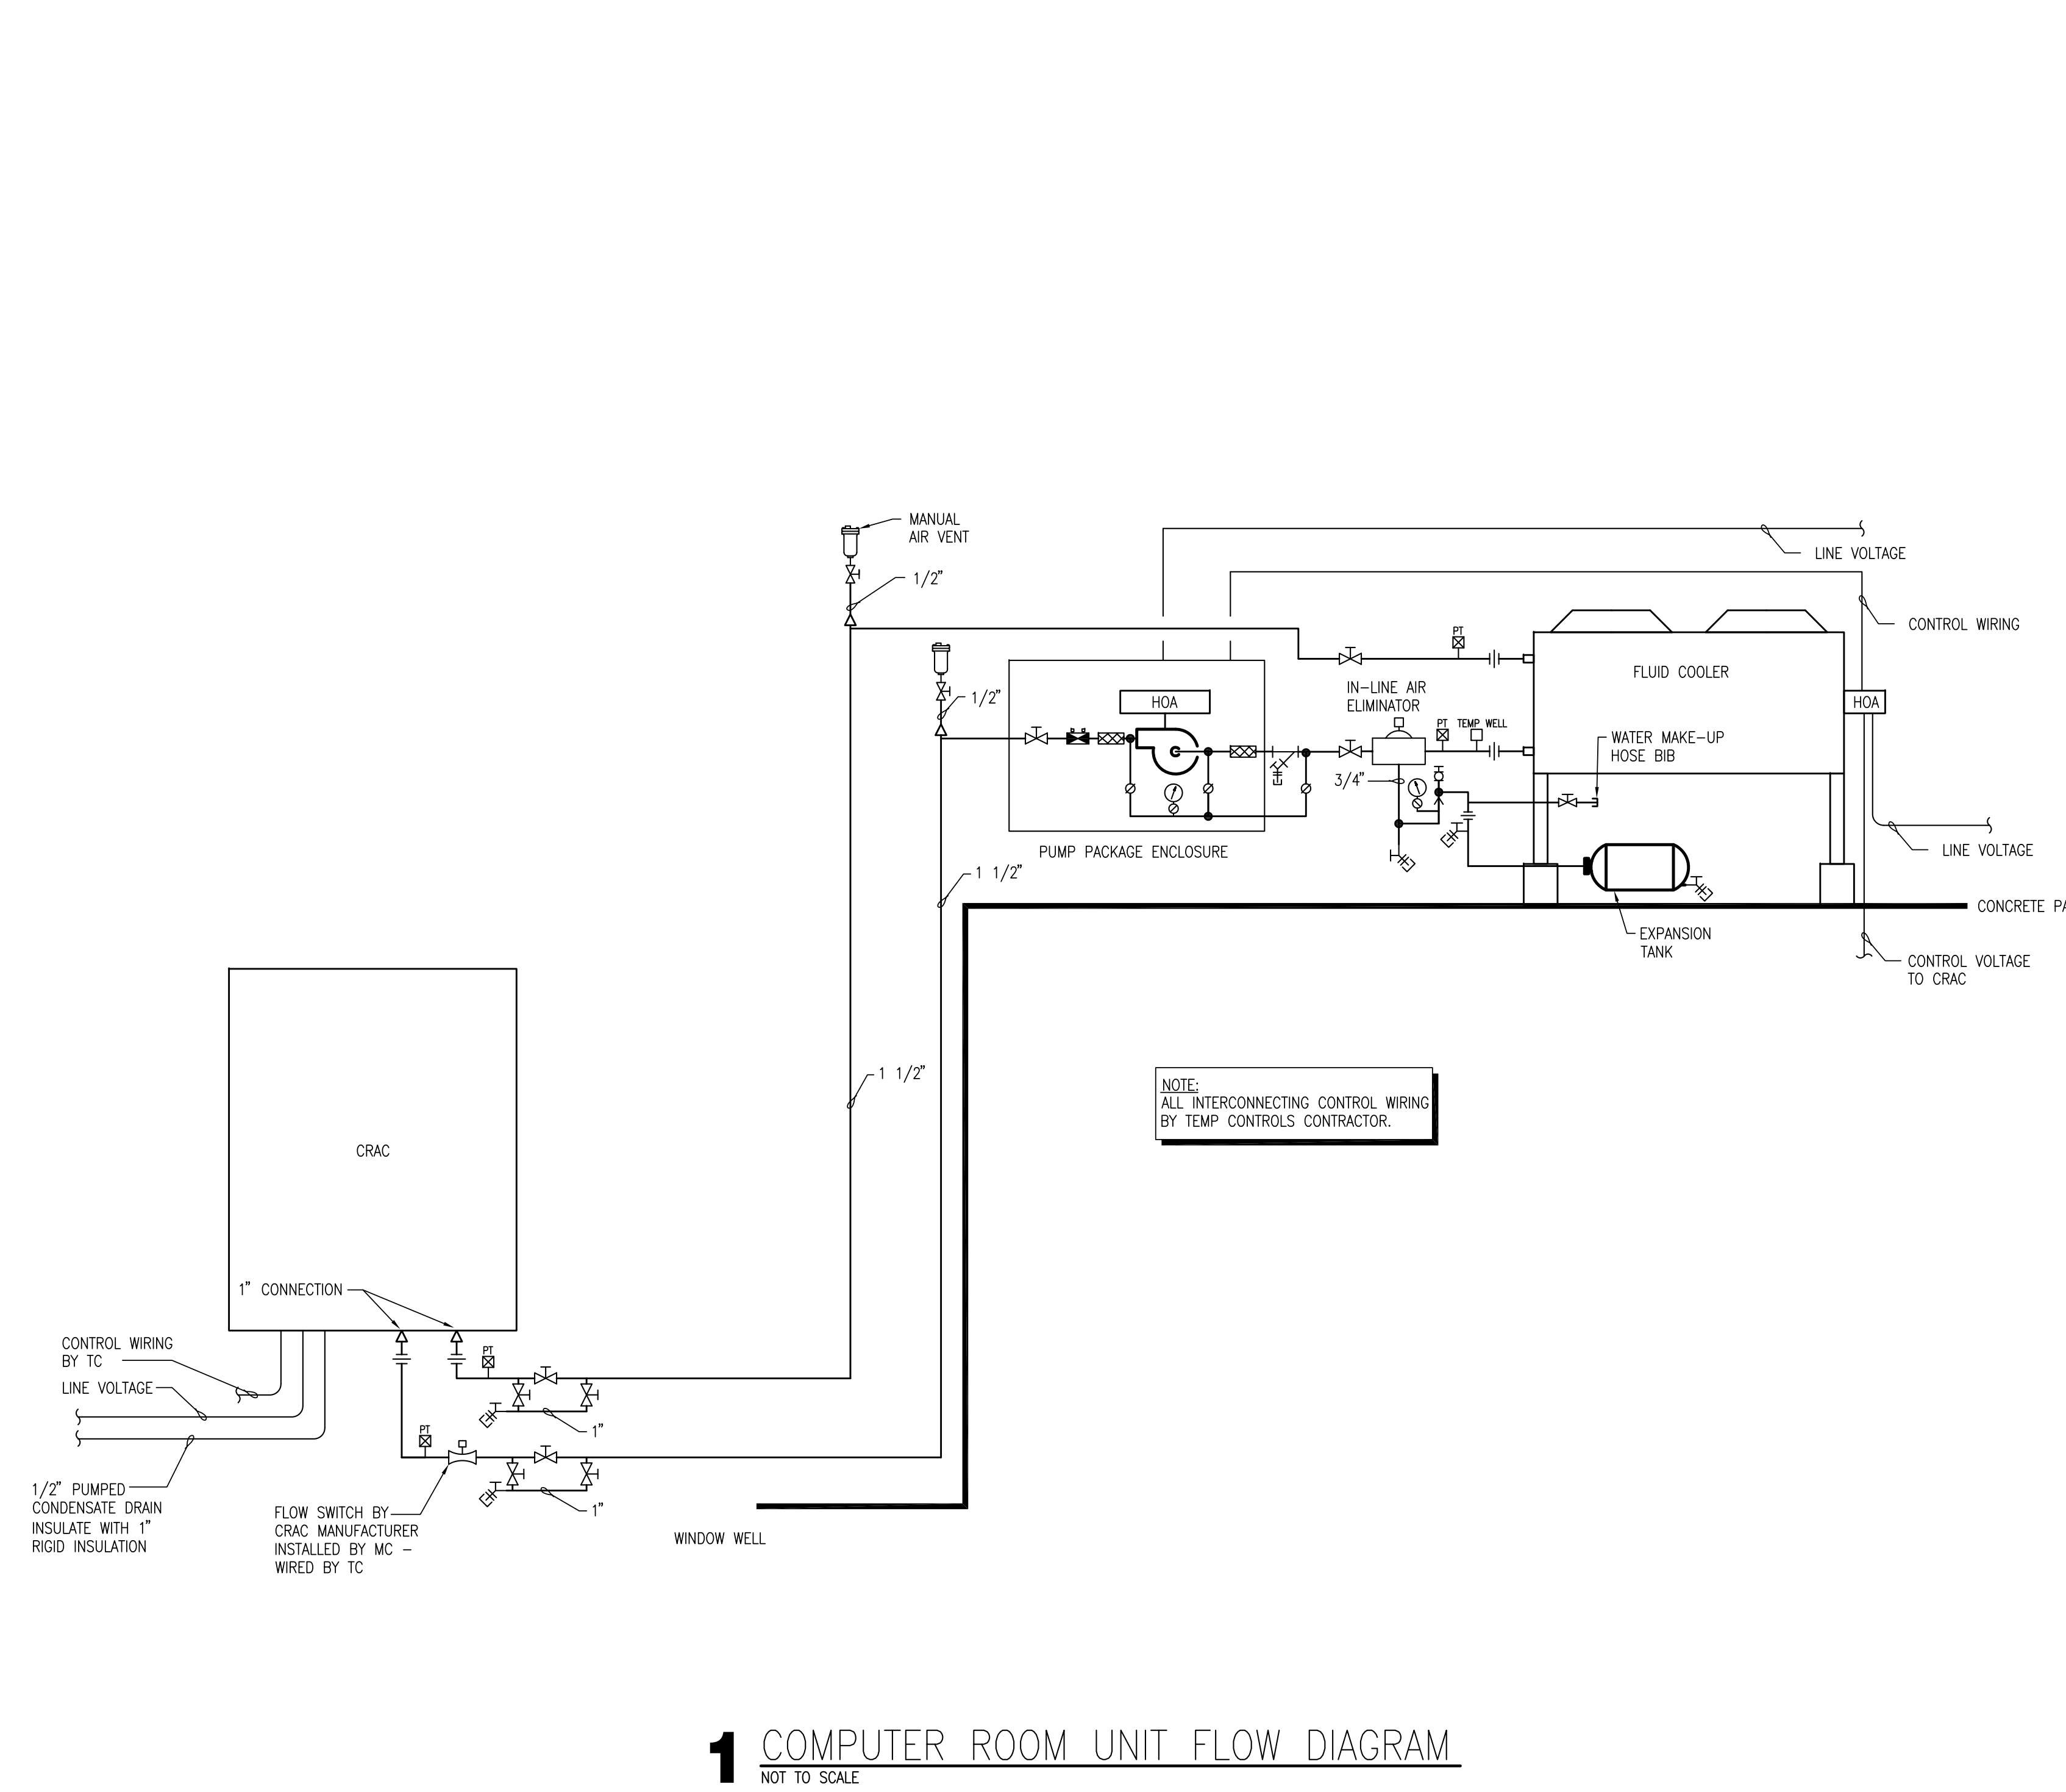 MANUAL
AIR VENT
1/2"
LINE VOLTAGE
CONTROL WIRING
PT
FLUID COOLER
IN-LINE AIR
ELIMINATOR
1/2"
HOA
HOA
PT
TEMP WELL
WATER MAKE-UP
HOSE BIB
3/4"
PUMP PACKAGE ENCLOSURE
LINE VOLTAGE
1 1/2"
CONCRETE PA
EXPANSION
TANK
CONTROL VOLTAGE
TO CRAC
1 1/2"
NOTE:
ALL INTERCONNECTING CONTROL WIRING
BY TEMP CONTROLS CONTRACTOR.
CRAC
1" CONNECTION
CONTROL WIRING
BY TC
LINE VOLTAGE
PT
1"
PT
1"
1/2" PUMPED
CONDENSATE DRAIN
INSULATE WITH 1"
RIGID INSULATION
FLOW SWITCH BY
CRAC MANUFACTURER
INSTALLED BY MC -
WIRED BY TC
WINDOW WELL
1 COMPUTER ROOM UNIT FLOW DIAGRAM
NOT TO SCALE